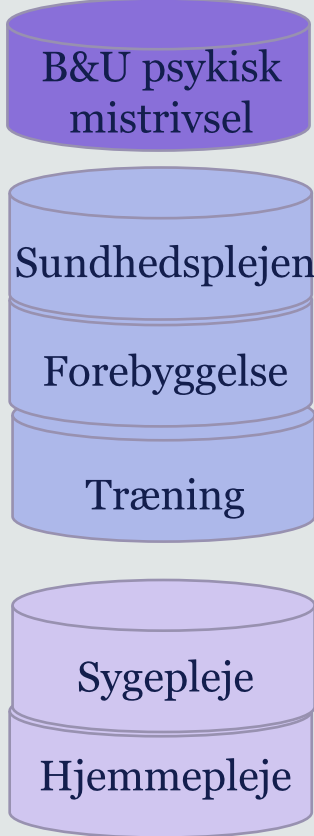 B&U psykisk
mistrivsel
Sundhedsplejen
Forebyggelse
Træning
Sygepleje
Hjemmepleje